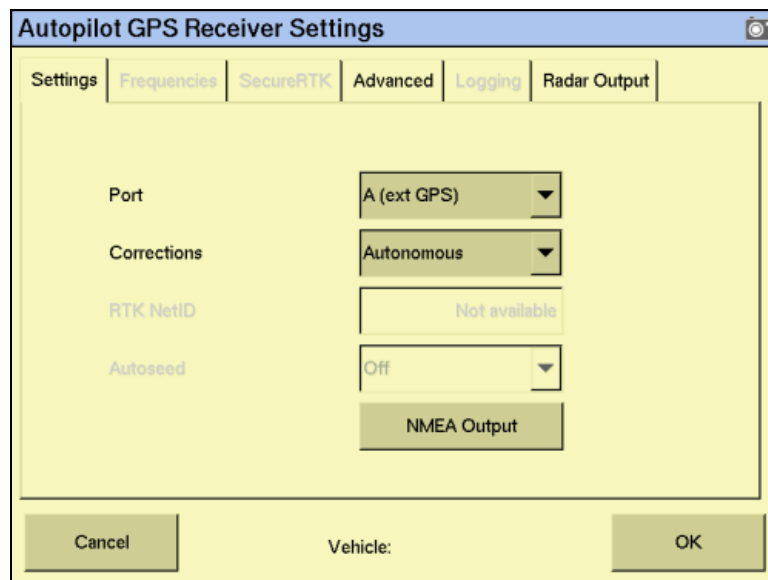 Autopilot GPS Receiver Settings
Settings Frequencies SecureRTK Advanced Logging Radar Output
Port A (ext GPS)
Corrections Autonomous
RTK NetID Not available
Autoseed Off
NMEA Output
Cancel Vehicle: OK